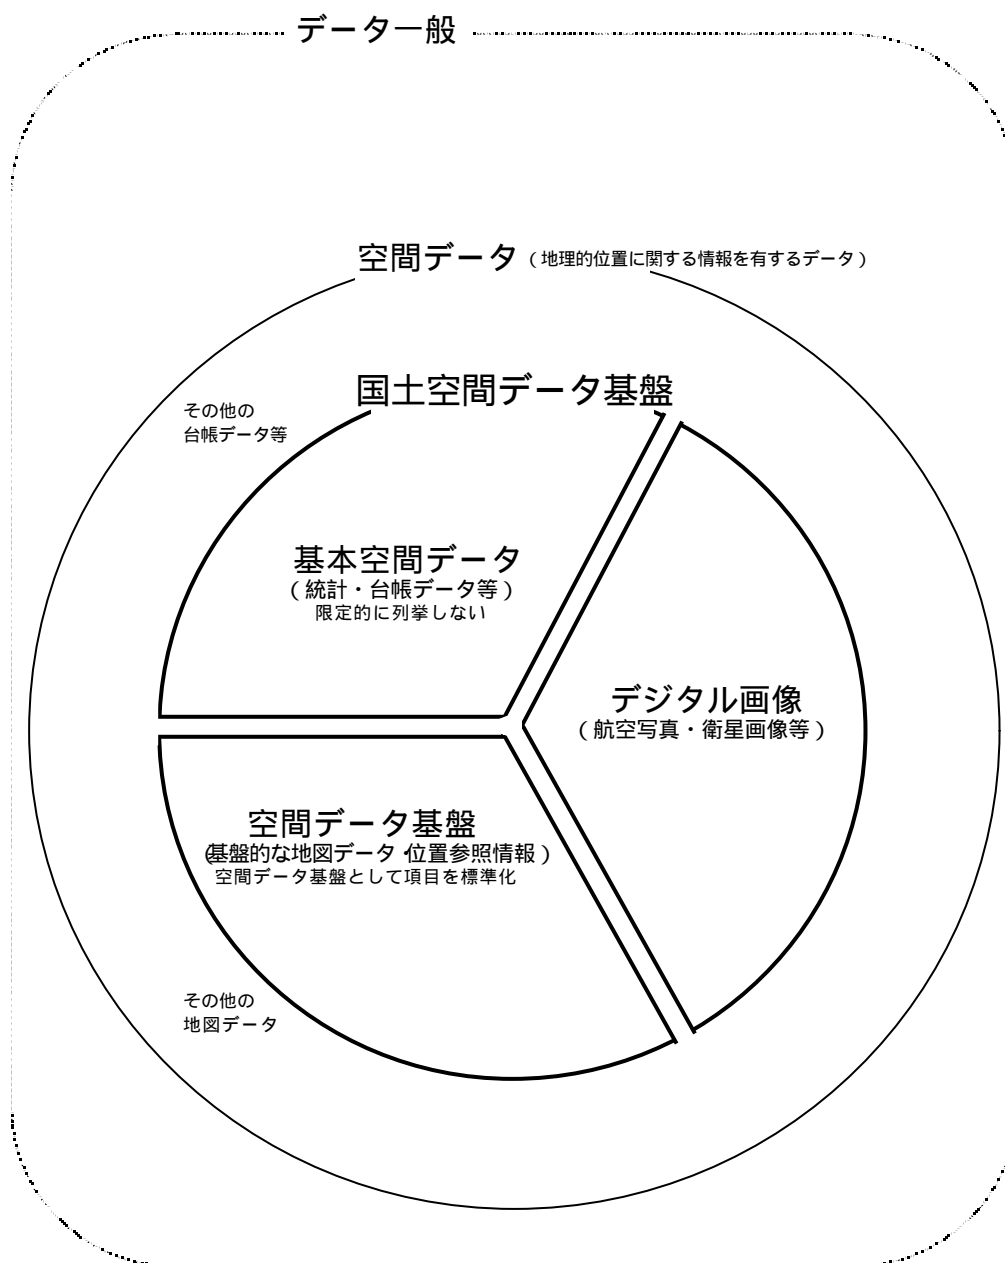 データ一般
空間データ（地理的位置に関する情報を有するデータ）
国土空間データ基盤
その他の
台帳データ等
基本空間データ
（統計・台帳データ等）
限定的に列挙しない
デジタル画像
（航空写真・衛星画像等）
空間データ基盤
（基盤的な地図データ・位置参照情報）
空間データ基盤として項目を標準化
その他の
地図データ